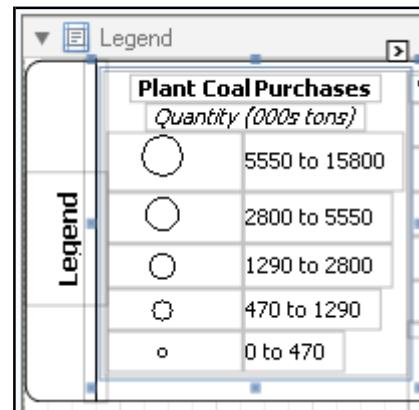 Legend
Plant Coal Purchases
Quantity (000s tons)
5550 to 15800
2800 to 5550
1290 to 2800
470 to 1290
0 to 470
Legend